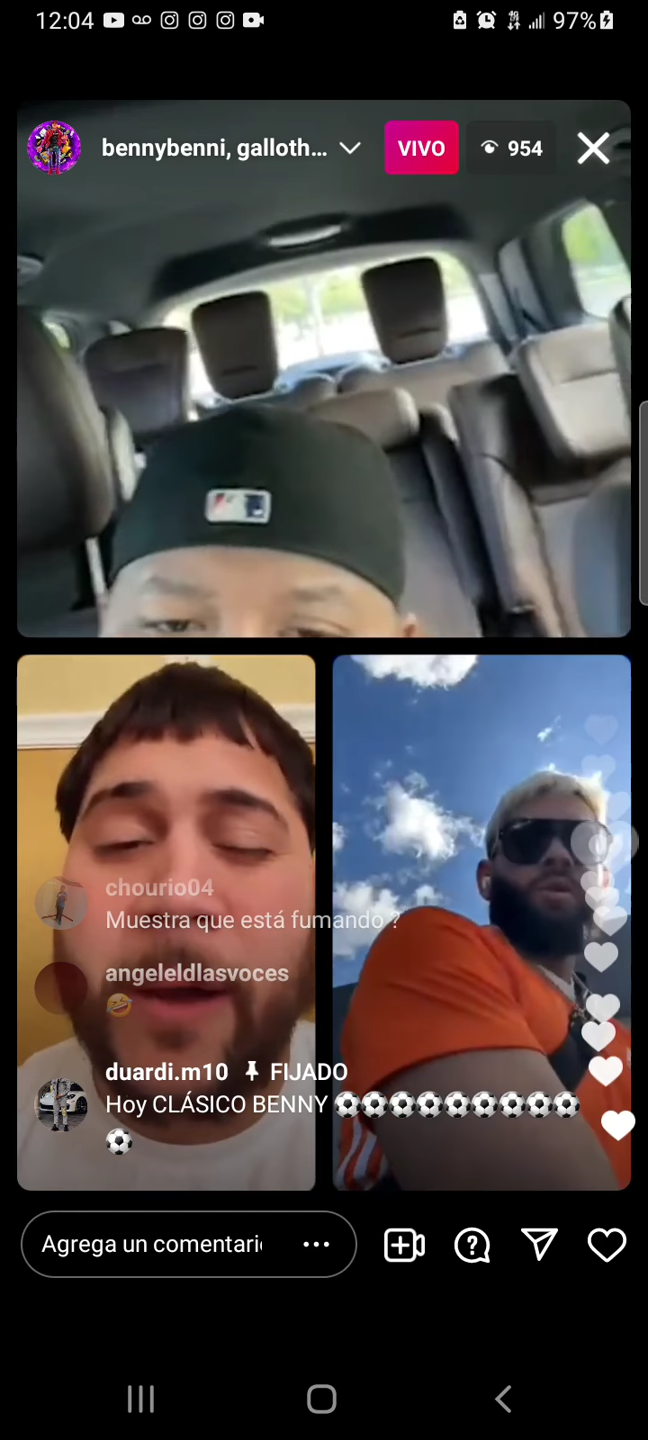 12:04
97%
bennybenni, galloth...
VIVO
954
chourio04
Muestra que está fumando ?
angeleldlasvoces
🤣
duardi.m10 📌 FIJADO
Hoy CLÁSICO BENNY ⚽⚽⚽⚽⚽⚽⚽⚽⚽
⚽
Agrega un comentari